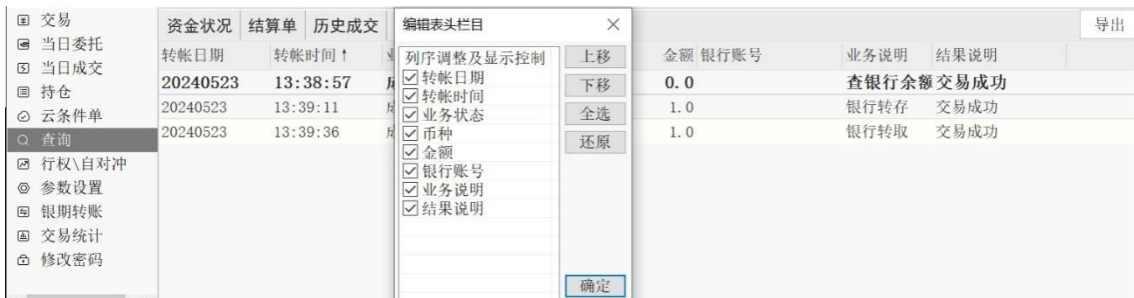 交易
当日委托
当日成交
持仓
云条件单
查询
行权\自对冲
参数设置
银期转账
交易统计
修改密码
资金状况 结算单 历史成交 导出
转帐日期 转帐时间↑ 金额 银行账号 业务说明 结果说明
20240523 13:38:57 0.0 查银行余额 交易成功
20240523 13:39:11 1.0 银行转存 交易成功
20240523 13:39:36 1.0 银行转取 交易成功
编辑表头栏目
列序调整及显示控制
转帐日期
转帐时间
业务状态
币种
金额
银行账号
业务说明
结果说明
上移
下移
全选
还原
确定